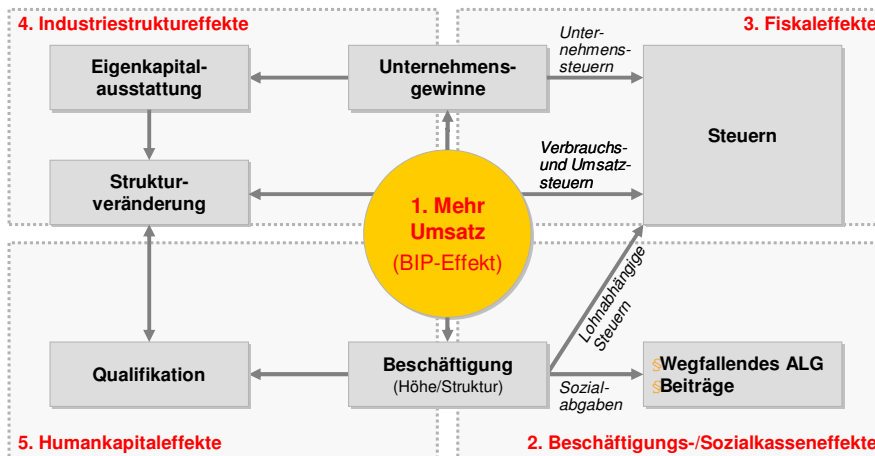 4. Industriestruktureffekte
3. Fiskaleffekte
Eigenkapital-
ausstattung
Unternehmens-
gewinne
Unter-
nehmens-
steuern
Steuern
Struktur-
veränderung
Verbrauchs-
und Umsatz-
steuern
1. Mehr
Umsatz
(BIP-Effekt)
Lohnabhängige
Steuern
Qualifikation
Beschäftigung
(Höhe/Struktur)
Sozial-
abgaben
§Wegfallendes ALG
§Beiträge
5. Humankapitaleffekte
2. Beschäftigungs-/Sozialkasseneffekte